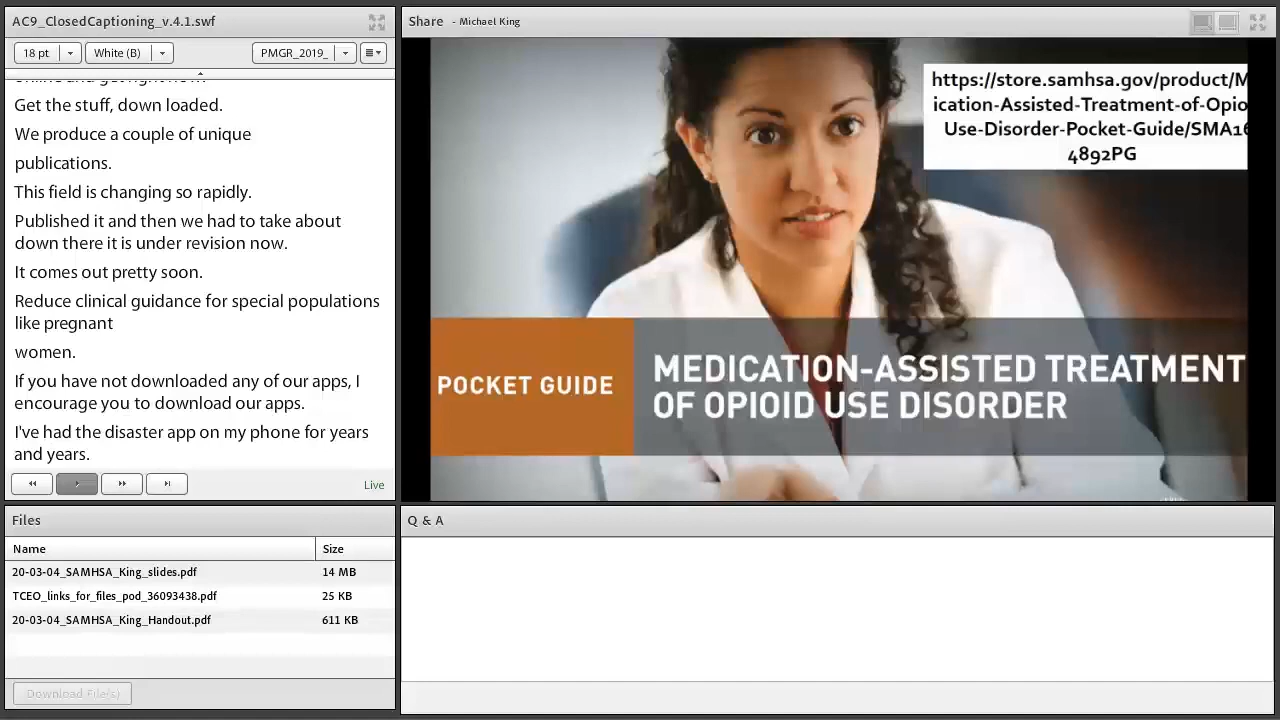 AC9_ClosedCaptioning_v.4.1.swf
18 pt
White (B)
PMGR_2019_
Get the stuff, down loaded.
We produce a couple of unique
publications.
This field is changing so rapidly.
Published it and then we had to take about
down there it is under revision now.
It comes out pretty soon.
Reduce clinical guidance for special populations
like pregnant
women.
If you have not downloaded any of our apps, I
encourage you to download our apps.
I've had the disaster app on my phone for years
and years.
Live
Files
Name Size
20-03-04_SAMHSA_King_slides.pdf 14 MB
TCEO_links_for_files_pod_36093438.pdf 25 KB
20-03-04_SAMHSA_King_Handout.pdf 611 KB
Download File(s)
Share - Michael King
https://store.samhsa.gov/product/M
ication-Assisted-Treatment-of-Opio
Use-Disorder-Pocket-Guide/SMA16
4892PG
POCKET GUIDE
MEDICATION-ASSISTED TREATMENT
OF OPIOID USE DISORDER
Q & A